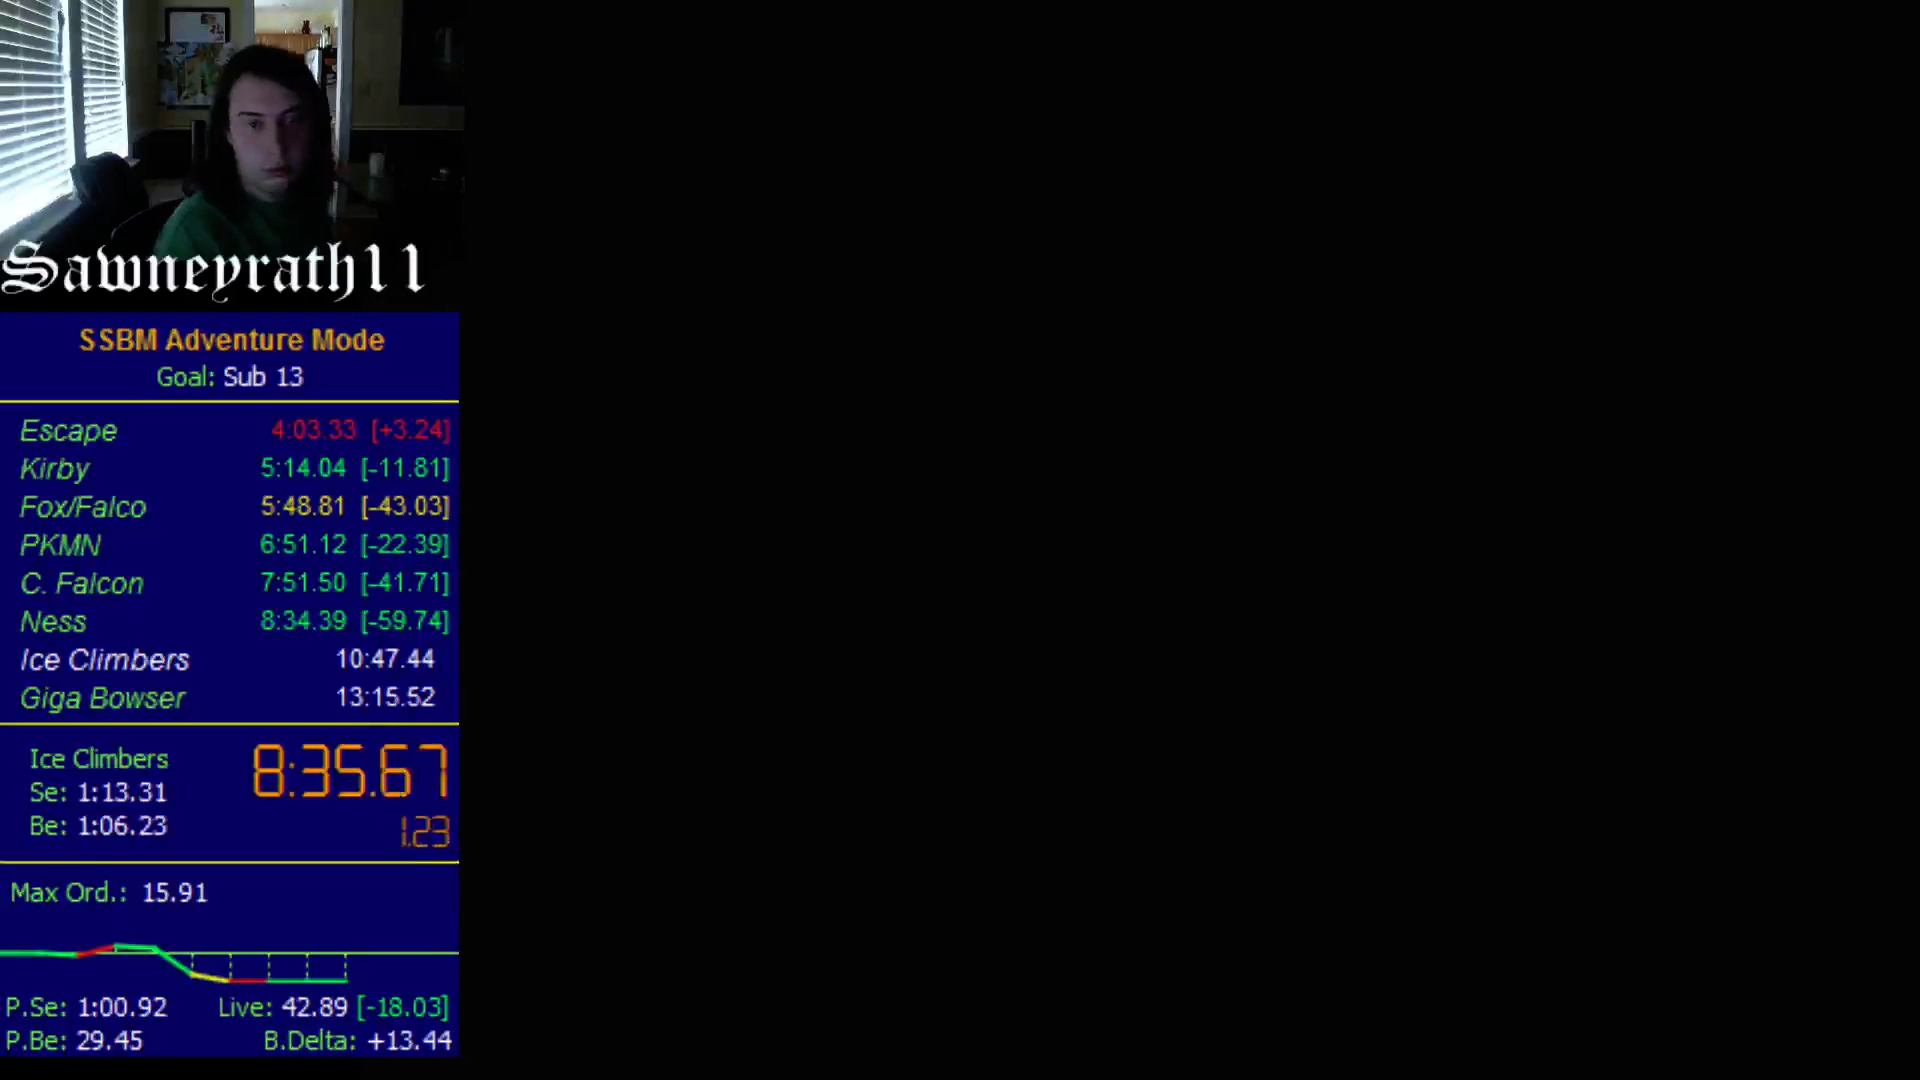 Sawneyrath11
SSBM Adventure Mode
Goal: Sub 13
Escape 4:03.33 [+3.24]
Kirby 5:14.04 [-11.81]
Fox/Falco 5:48.81 [-43.03]
PKMN 6:51.12 [-22.39]
C. Falcon 7:51.50 [-41.71]
Ness 8:34.39 [-59.74]
Ice Climbers 10:47.44
Giga Bowser 13:15.52
Ice Climbers 8:35.67
Se: 1:13.31
Be: 1:06.23 1.23
Max Ord.: 15.91
P.Se: 1:00.92 Live: 42.89 [-18.03]
P.Be: 29.45 B.Delta: +13.44